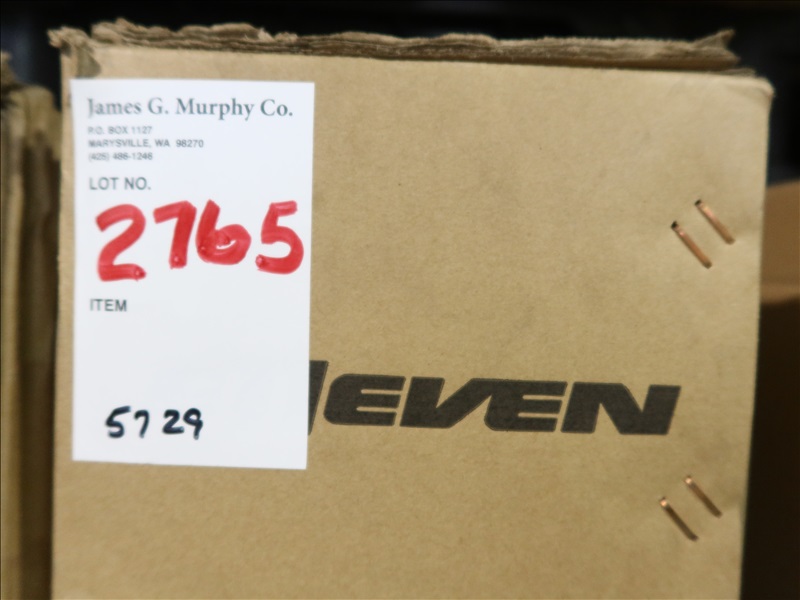 James G. Murphy Co.
P.O. BOX 1127
MARYSVILLE, WA 98270
(425) 486-1246
LOT NO.
2765
ITEM
5729
EVEN